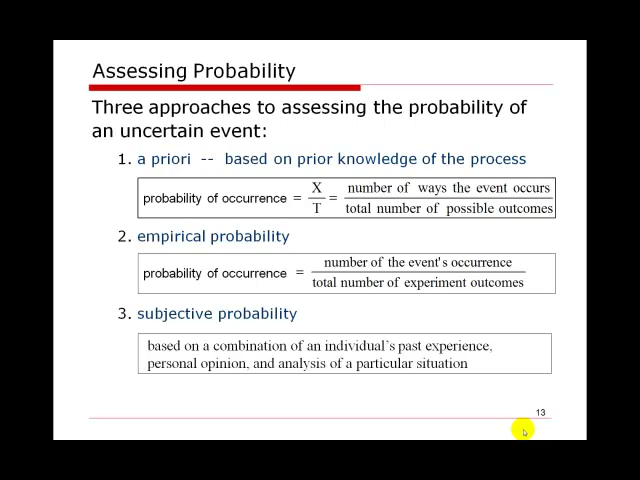 Assessing Probability
Three approaches to assessing the probability of
an uncertain event:
1. a priori -- based on prior knowledge of the process
probability of occurrence = X/T = number of ways the event occurs / total number of possible outcomes
2. empirical probability
probability of occurrence = number of the event's occurrence / total number of experiment outcomes
3. subjective probability
based on a combination of an individual's past experience,
personal opinion, and analysis of a particular situation
13